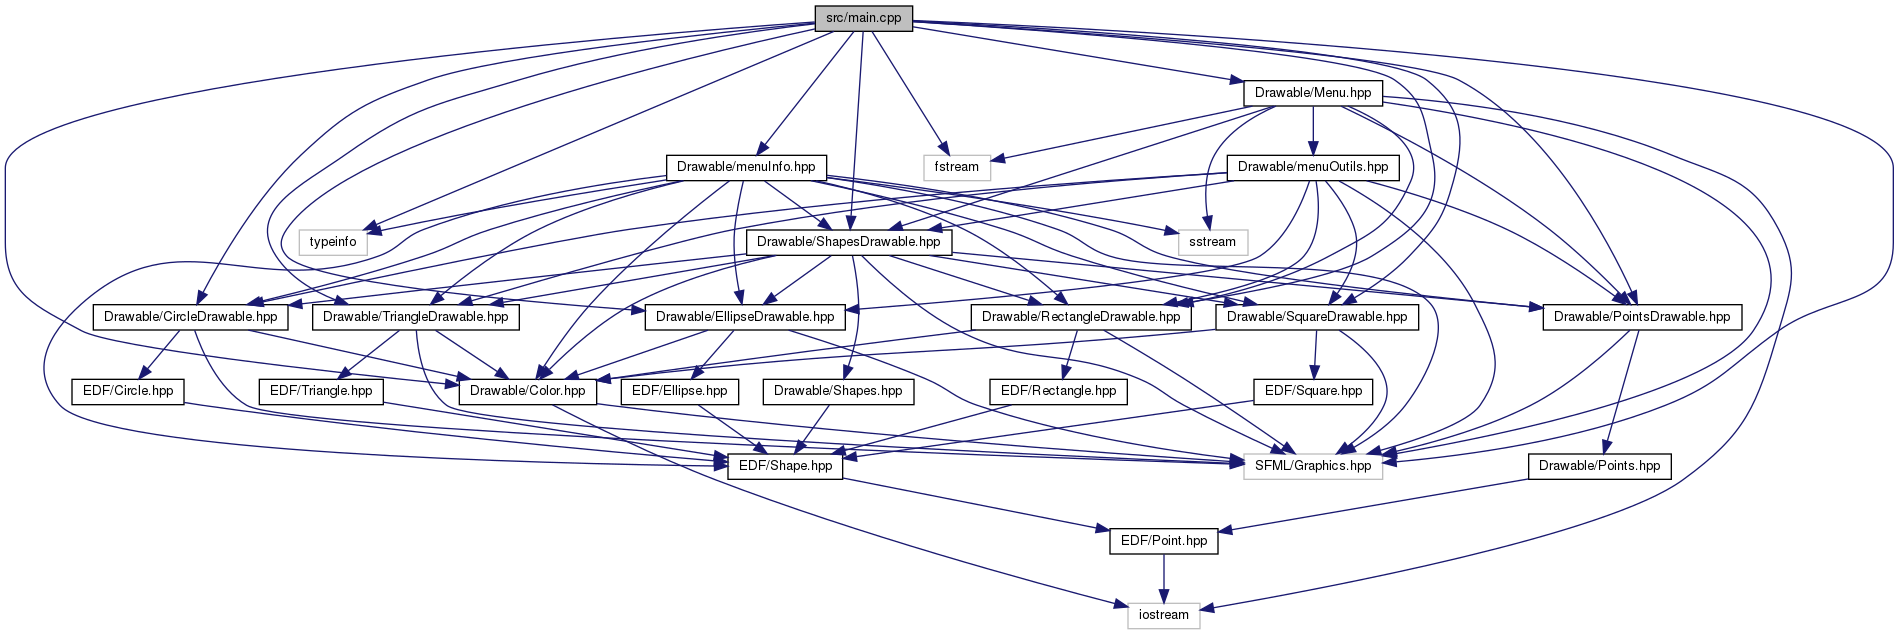 src/main.cpp
Drawable/Menu.hpp
Drawable/menuInfo.hpp
fstream
Drawable/menuOutils.hpp
typeinfo
Drawable/ShapesDrawable.hpp
sstream
Drawable/CircleDrawable.hpp
Drawable/TriangleDrawable.hpp
Drawable/EllipseDrawable.hpp
Drawable/RectangleDrawable.hpp
Drawable/SquareDrawable.hpp
Drawable/PointsDrawable.hpp
EDF/Circle.hpp
EDF/Triangle.hpp
Drawable/Color.hpp
EDF/Ellipse.hpp
Drawable/Shapes.hpp
EDF/Rectangle.hpp
EDF/Square.hpp
EDF/Shape.hpp
SFML/Graphics.hpp
Drawable/Points.hpp
EDF/Point.hpp
iostream